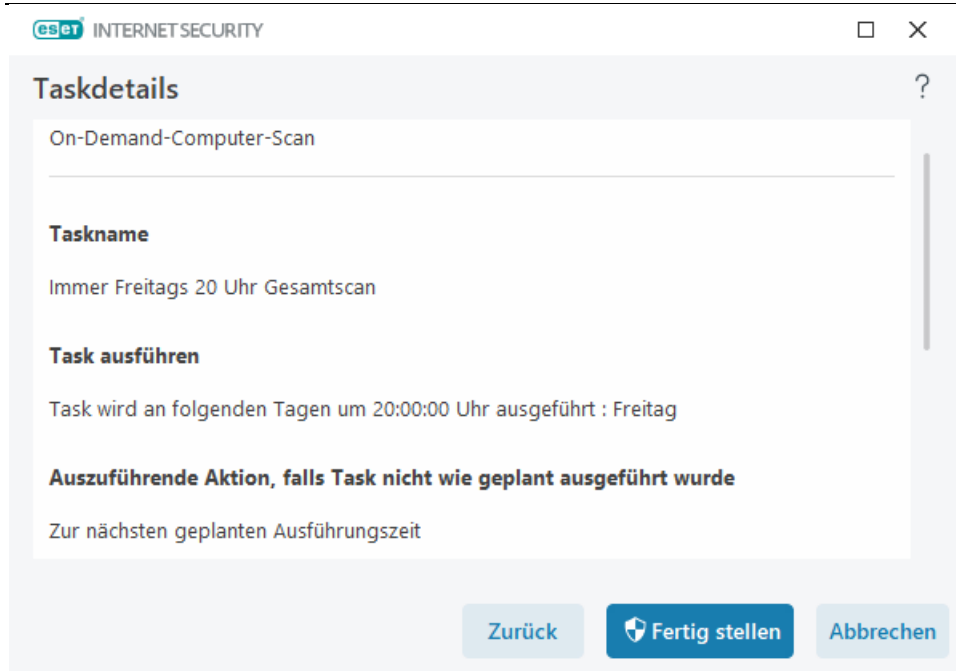 eset INTERNET SECURITY
Taskdetails
?
On-Demand-Computer-Scan
Taskname
Immer Freitags 20 Uhr Gesamtscan
Task ausführen
Task wird an folgenden Tagen um 20:00:00 Uhr ausgeführt : Freitag
Auszuführende Aktion, falls Task nicht wie geplant ausgeführt wurde
Zur nächsten geplanten Ausführungszeit
Zurück Fertig stellen Abbrechen